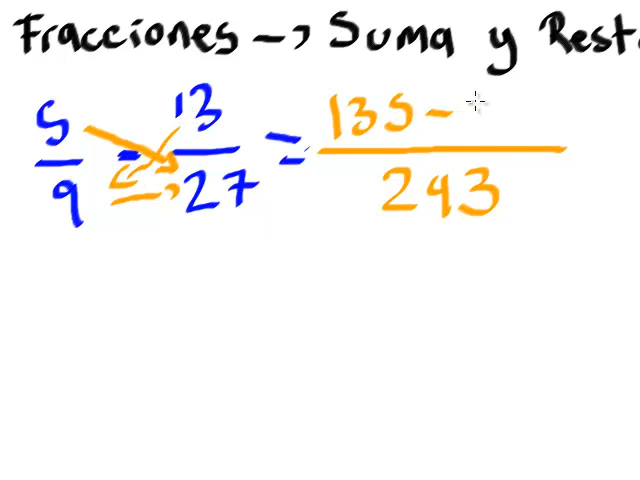 Fracciones → Suma y Rest
5/9 - 13/27 = 135 - / 243